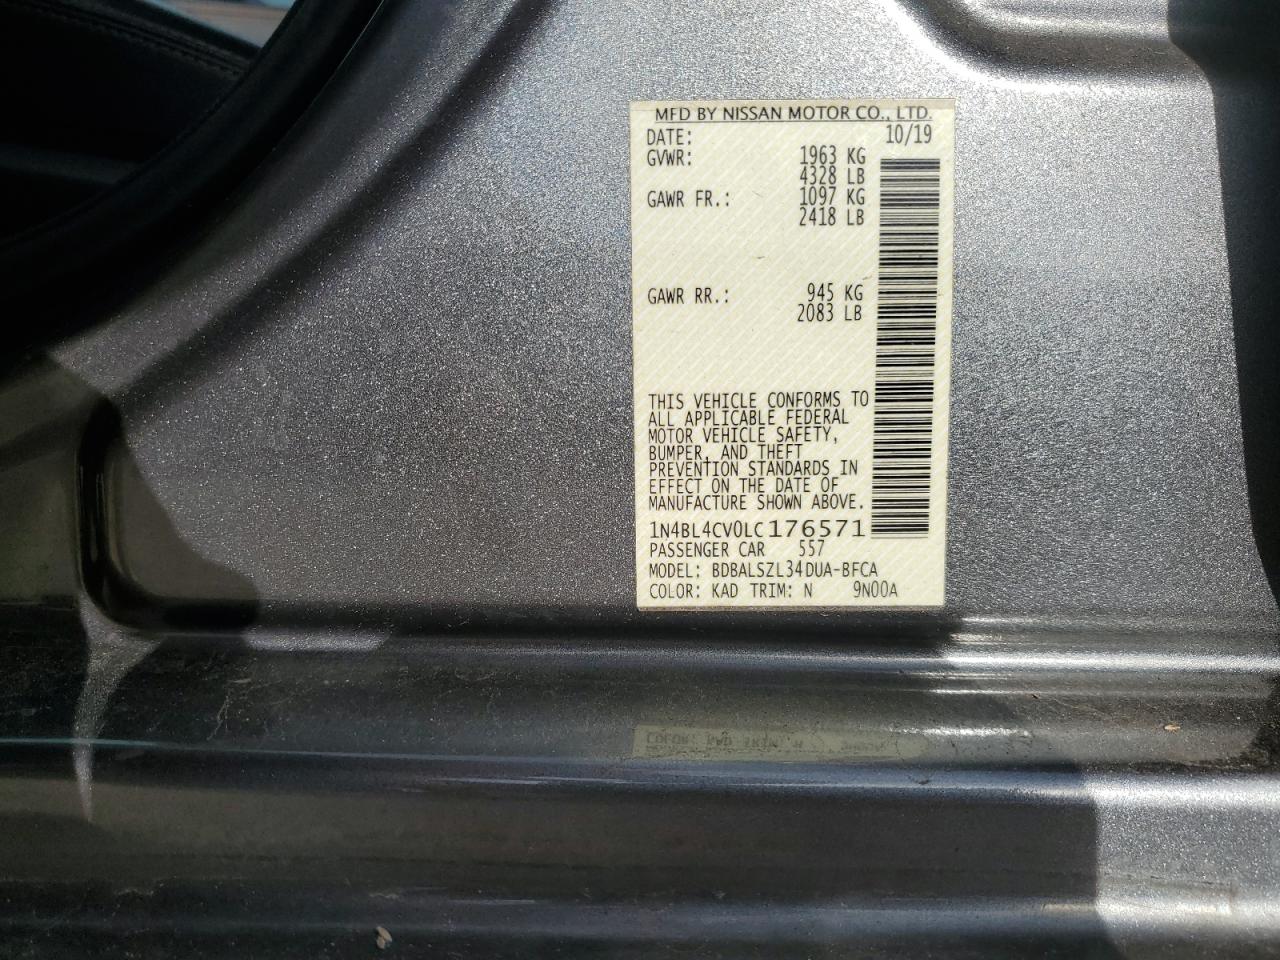 MFD BY NISSAN MOTOR CO., LTD.
DATE: 10/19
GVWR: 1963 KG
4328 LB
GAWR FR.: 1097 KG
2418 LB
GAWR RR.: 945 KG
2083 LB
THIS VEHICLE CONFORMS TO
ALL APPLICABLE FEDERAL
MOTOR VEHICLE SAFETY,
BUMPER, AND THEFT
PREVENTION STANDARDS IN
EFFECT ON THE DATE OF
MANUFACTURE SHOWN ABOVE.
1N4BL4CV0LC176571
PASSENGER CAR 557
MODEL: BDBALSZL34DUA-BFCA
COLOR: KAD TRIM: N 9N00A